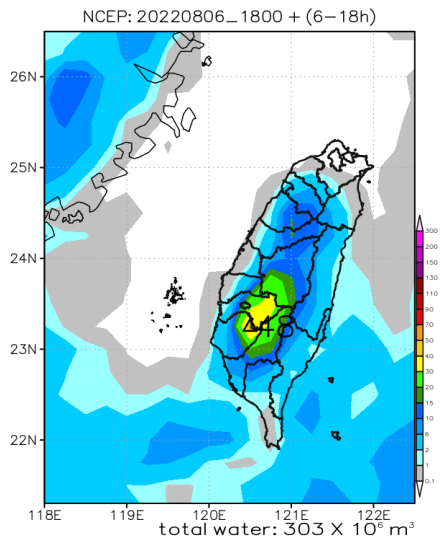 NCEP: 20220806_1800 + (6-18h)
26N
25N
24N
23N
22N
48
300
200
150
130
110
90
70
50
40
30
20
15
10
6
2
1
0.1
118E 119E 120E 121E 122E
total water: 303 X 10⁶ m³